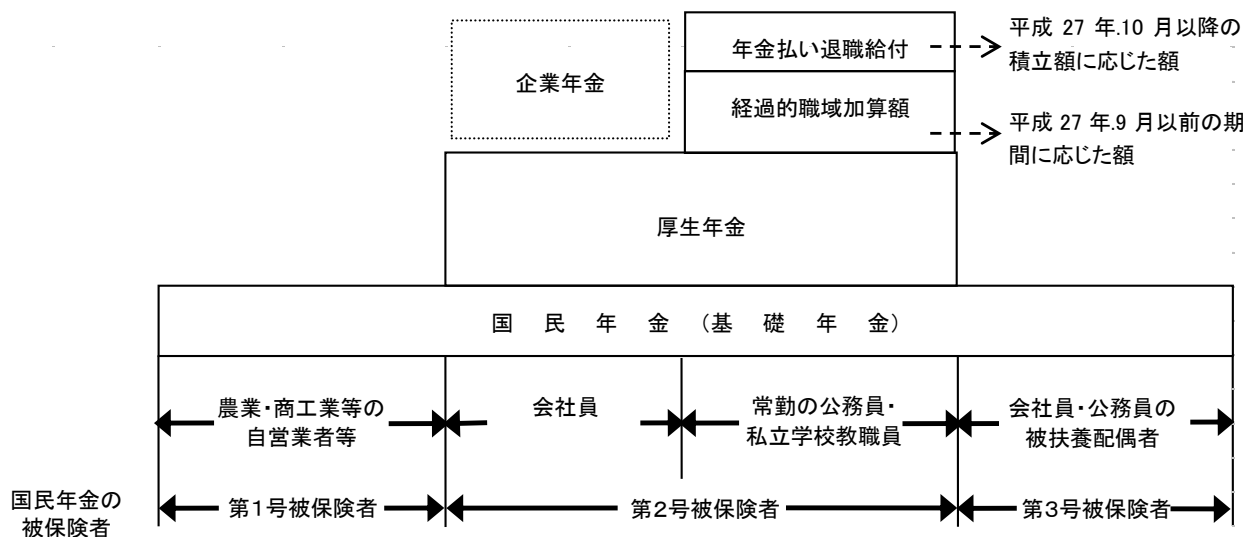 年金払い退職給付
平成 27 年.10 月以降の
積立額に応じた額
企業年金
経過的職域加算額
平成 27 年.9 月以前の期
間に応じた額
厚生年金
国 民 年 金 （基 礎 年 金）
農業・商工業等の
自営業者等
会社員
常勤の公務員・
私立学校教職員
会社員・公務員の
被扶養配偶者
国民年金の
被保険者
第1号被保険者
第2号被保険者
第3号被保険者